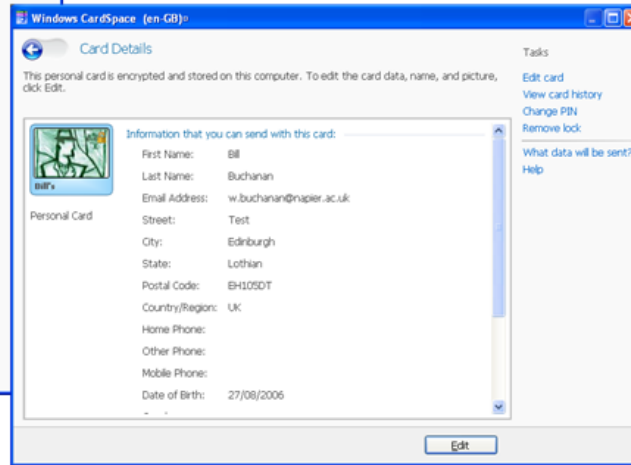 Windows CardSpace (en-GB)
Card Details
This personal card is encrypted and stored on this computer. To edit the card data, name, and picture,
click Edit.
Bill's
Personal Card
Information that you can send with this card:
First Name: Bill
Last Name: Buchanan
Email Address: w.buchanan@napier.ac.uk
Street: Test
City: Edinburgh
State: Lothian
Postal Code: EH105DT
Country/Region: UK
Home Phone:
Other Phone:
Mobile Phone:
Date of Birth: 27/08/2006
Tasks
Edit card
View card history
Change PIN
Remove lock
What data will be sent?
Help
Edit